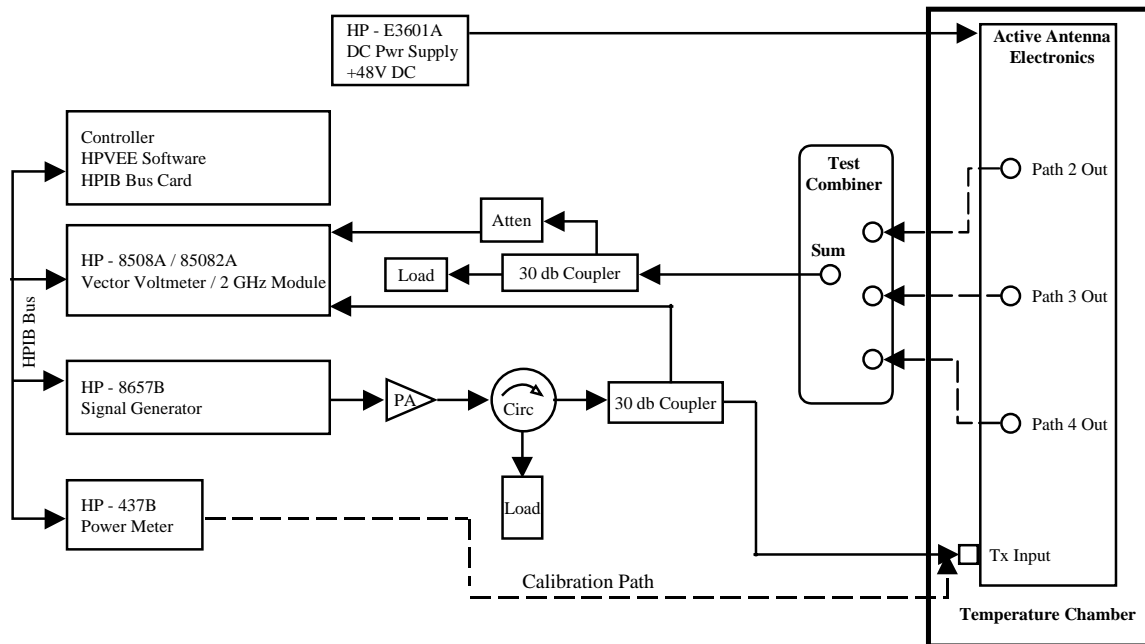 HP - E3601A
DC Pwr Supply
+48V DC
Active Antenna
Electronics
Controller
HPVEE Software
HPIB Bus Card
Test
Combiner
Path 2 Out
Atten
HP - 8508A / 85082A
Vector Voltmeter / 2 GHz Module
Load
30 db Coupler
Sum
Path 3 Out
HPIB Bus
HP - 8657B
Signal Generator
PA
Circ
30 db Coupler
Path 4 Out
Load
HP - 437B
Power Meter
Tx Input
Calibration Path
Temperature Chamber